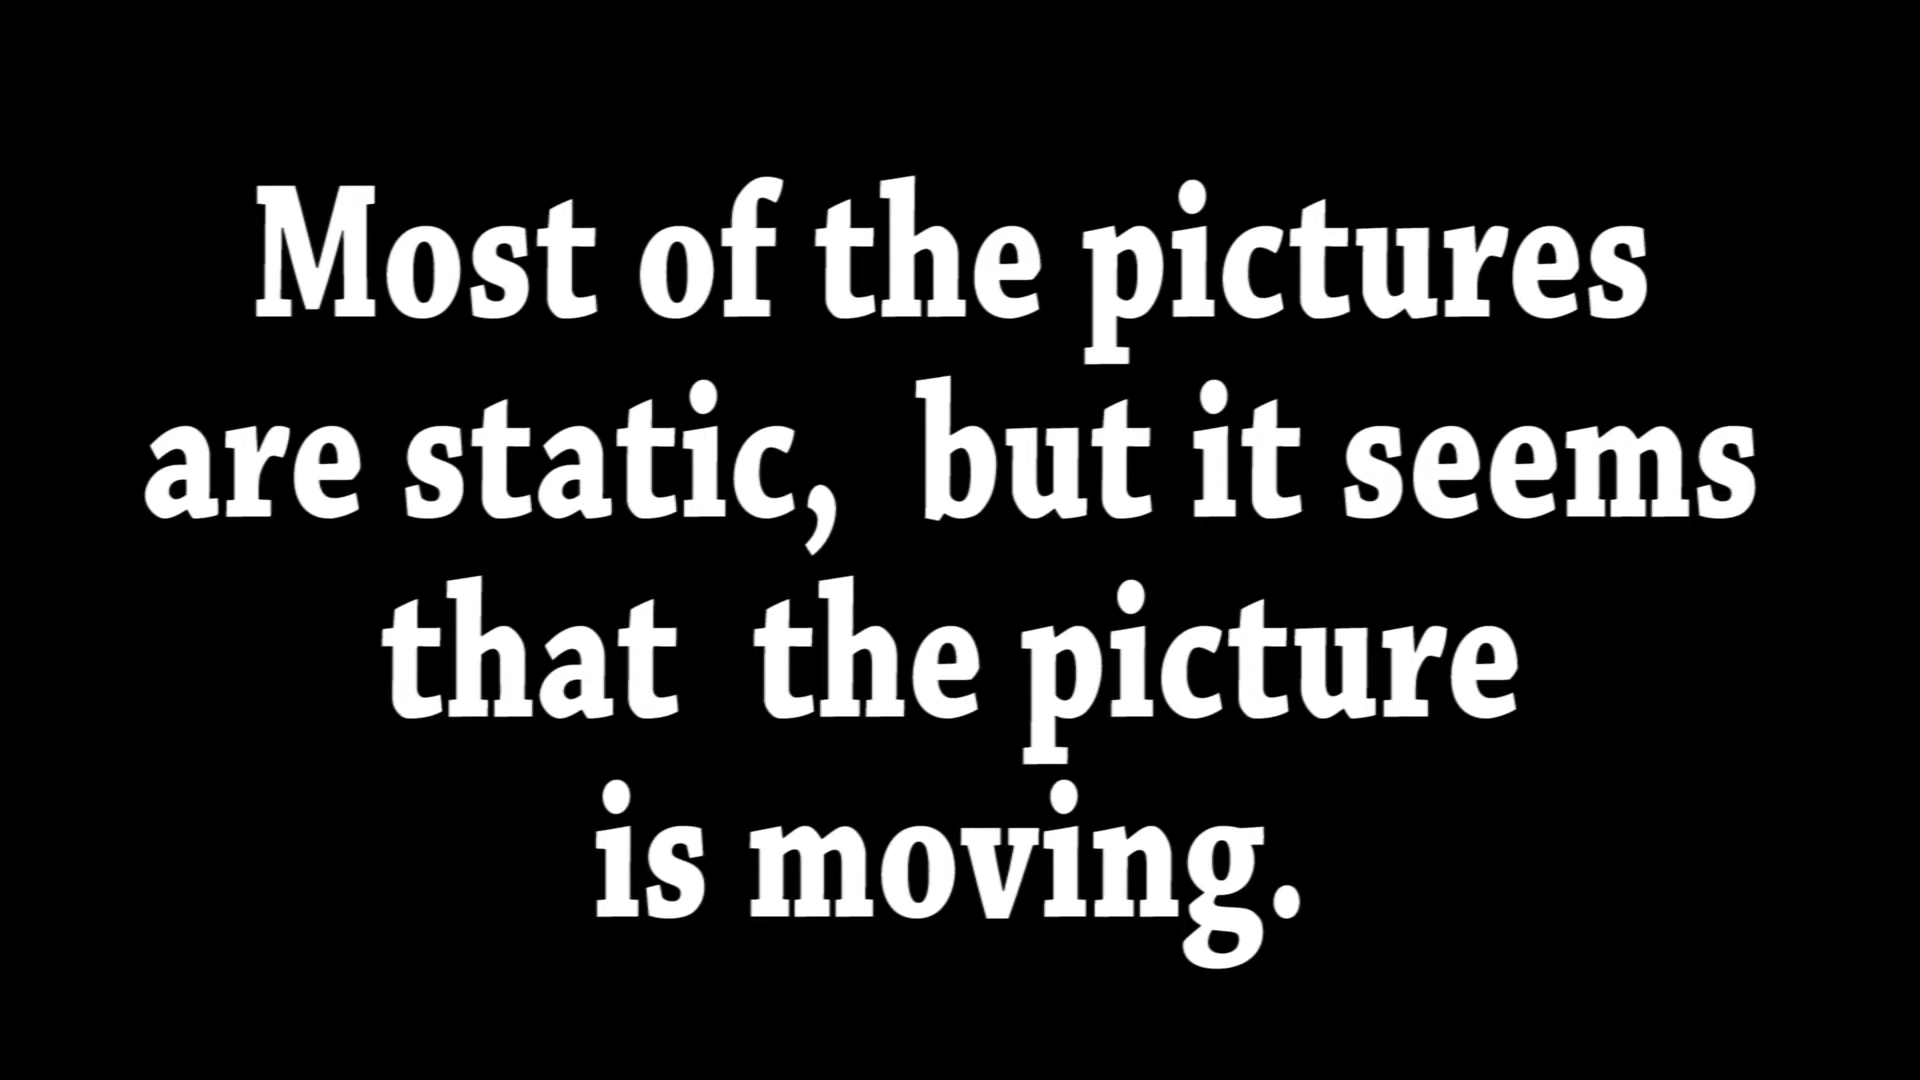 Most of the pictures
are static,  but it seems
that  the picture
is moving.